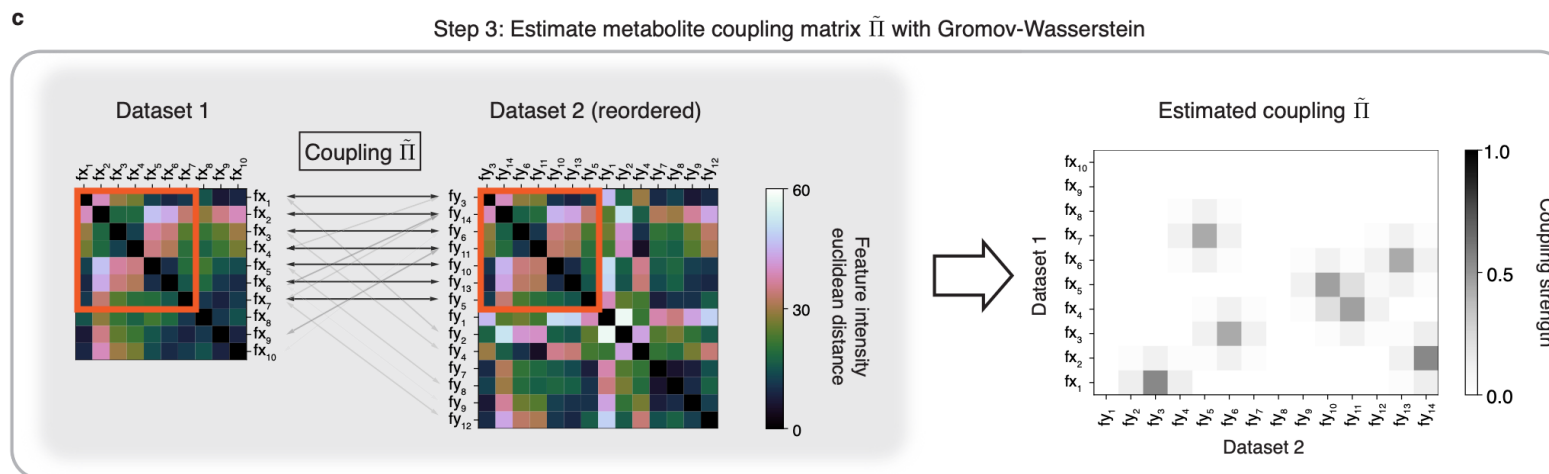 c
Step 3: Estimate metabolite coupling matrix Π̃ with Gromov-Wasserstein
Dataset 1
Coupling Π̃
Dataset 2 (reordered)
Estimated coupling Π̃
fx₁ fx₂ fx₃ fx₄ fx₅ fx₆ fx₇ fx₈ fx₉ fx₁₀
fx₁
fx₂
fx₃
fx₄
fx₅
fx₆
fx₇
fx₈
fx₉
fx₁₀
fy₃ fy₁₄ fy₆ fy₁₁ fy₁₀ fy₁₃ fy₅ fy₁ fy₂ fy₄ fy₇ fy₈ fy₉ fy₁₂
fy₃
fy₁₄
fy₆
fy₁₁
fy₁₀
fy₁₃
fy₅
fy₁
fy₂
fy₄
fy₇
fy₈
fy₉
fy₁₂
60
30
0
Feature intensity
euclidean distance
Dataset 1
fx₁₀
fx₉
fx₈
fx₇
fx₆
fx₅
fx₄
fx₃
fx₂
fx₁
fy₁ fy₂ fy₃ fy₄ fy₅ fy₆ fy₇ fy₈ fy₉ fy₁₀ fy₁₁ fy₁₂ fy₁₃ fy₁₄
Dataset 2
1.0
0.5
0.0
Coupling strength